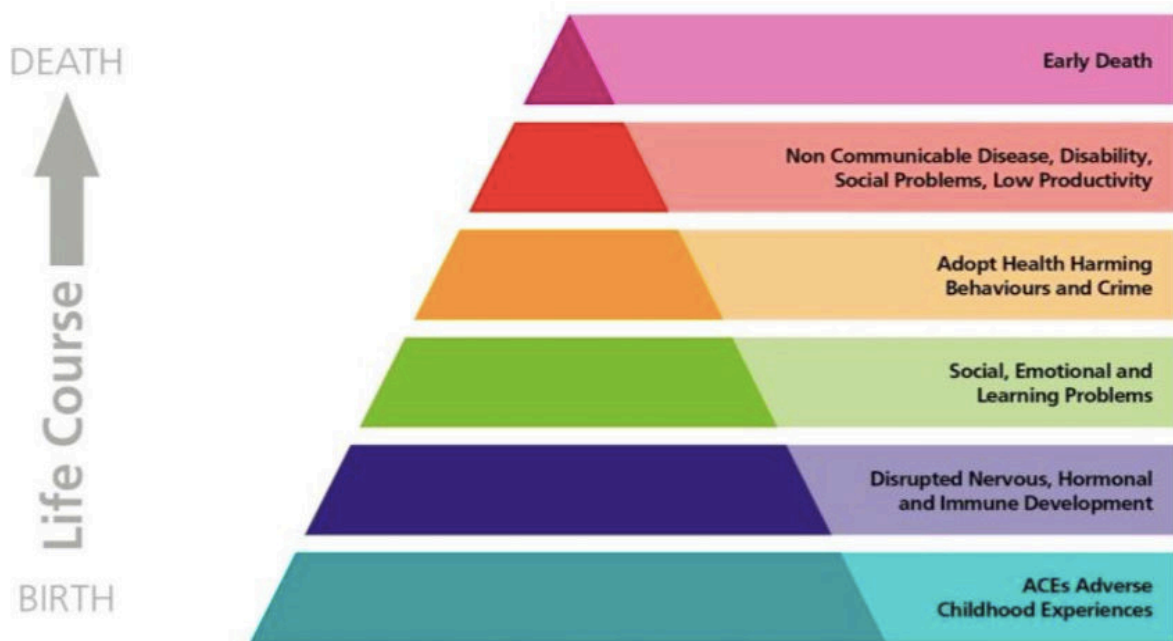 DEATH
Life Course
BIRTH
Early Death
Non Communicable Disease, Disability,
Social Problems, Low Productivity
Adopt Health Harming
Behaviours and Crime
Social, Emotional and
Learning Problems
Disrupted Nervous, Hormonal
and Immune Development
ACEs Adverse
Childhood Experiences